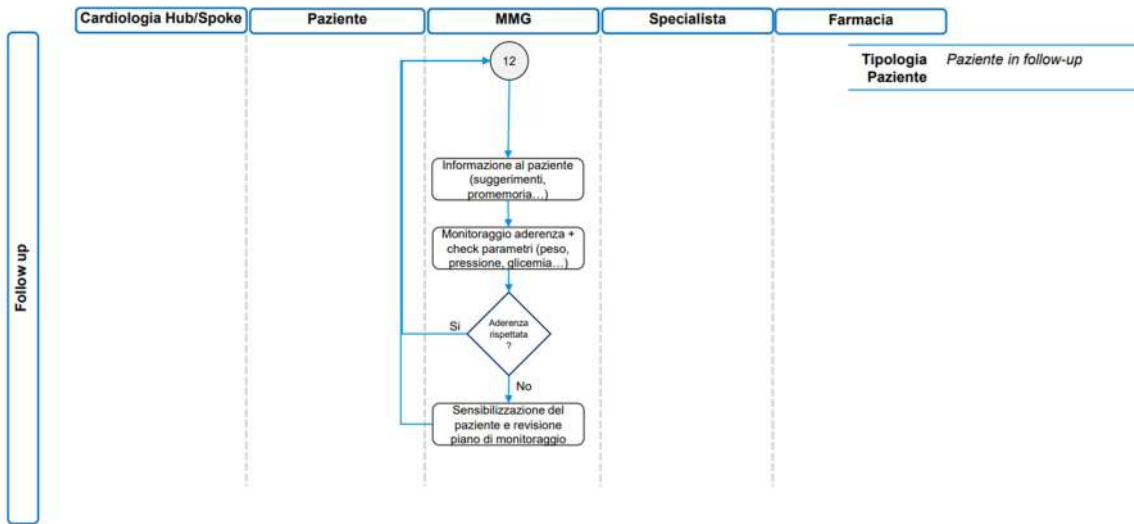 Cardiologia Hub/Spoke
Paziente
MMG
Specialista
Farmacia
Tipologia
Paziente
Paziente in follow-up
Follow up
12
Informazione al paziente
(suggerimenti,
promemoria…)
Monitoraggio aderenza +
check parametri (peso,
pressione, glicemia…)
Aderenza
rispettata
?
Si
No
Sensibilizzazione del
paziente e revisione
piano di monitoraggio